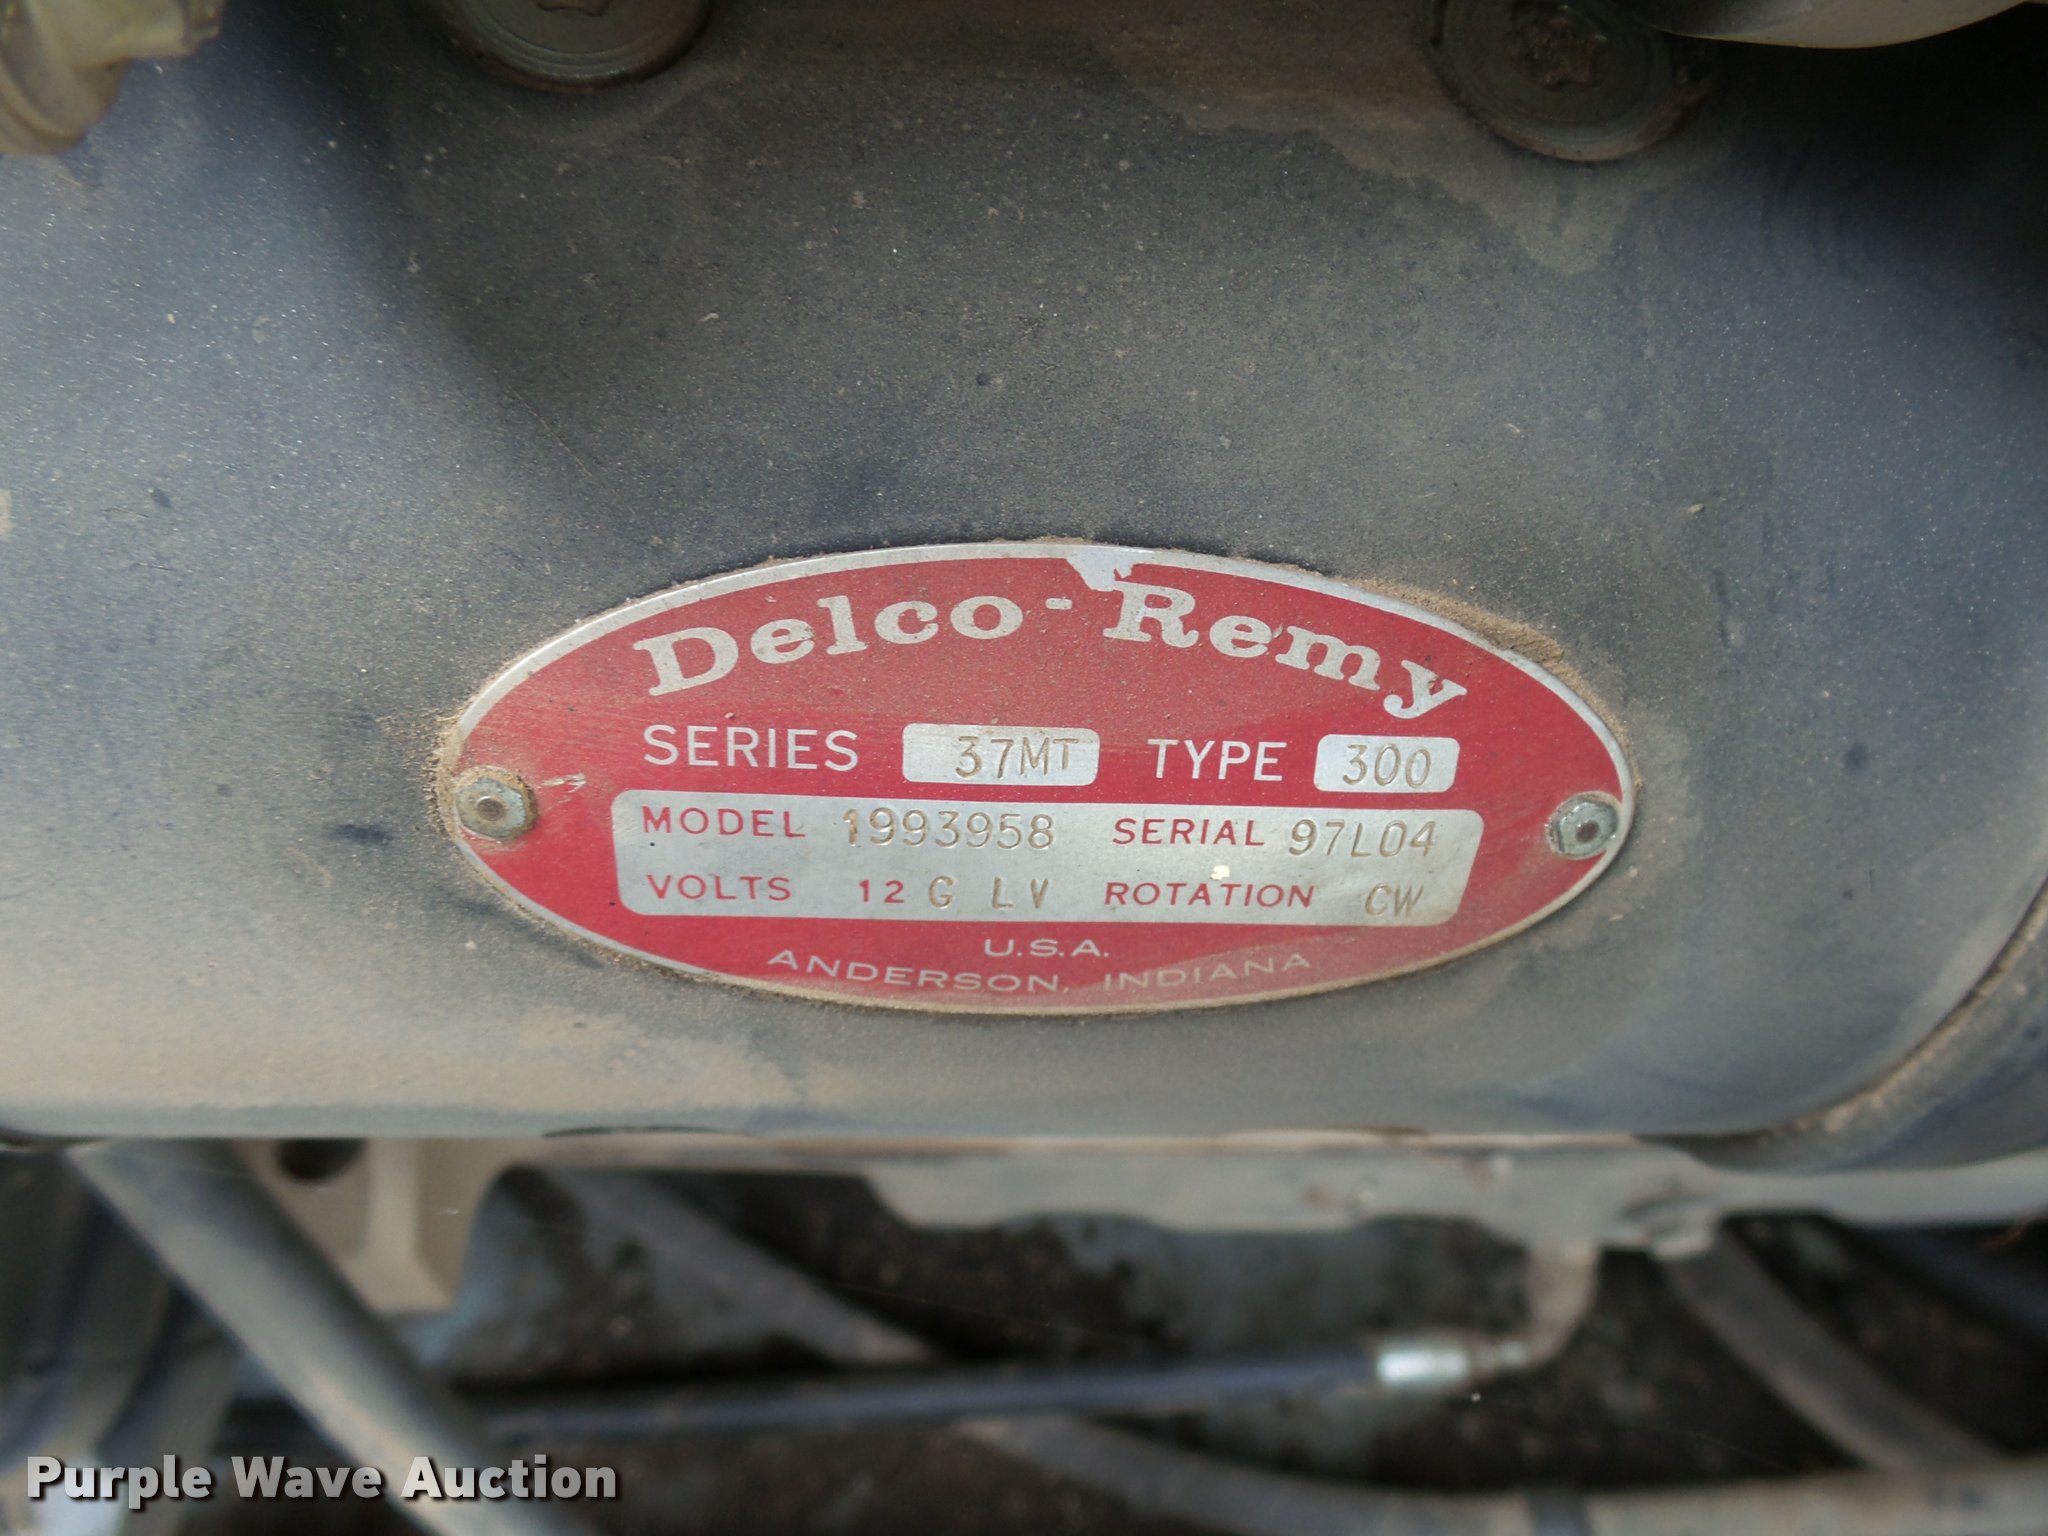 Delco-Remy
SERIES 37MT TYPE 300
MODEL 1993958 SERIAL 97L04
VOLTS 12 G LV ROTATION CW
U.S.A.
ANDERSON, INDIANA
Purple Wave Auction